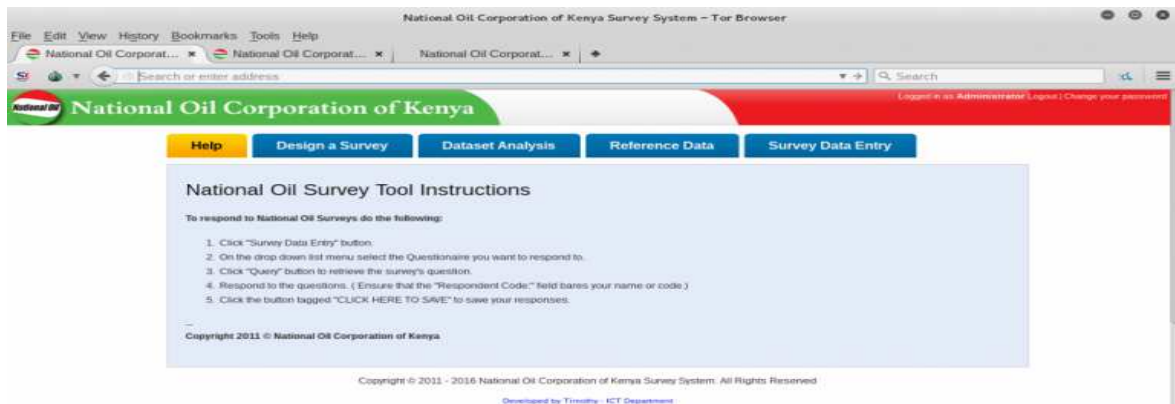 National Oil Corporation of Kenya Survey System - Tor Browser
File Edit View History Bookmarks Tools Help
National Oil Corporat... × National Oil Corporat... × National Oil Corporat... ×
Search or enter address Search
National Oil National Oil Corporation of Kenya Logged in as Administrator Logout | Change your password
Help Design a Survey Dataset Analysis Reference Data Survey Data Entry
National Oil Survey Tool Instructions
To respond to National Oil Surveys do the following:
1. Click "Survey Data Entry" button.
2. On the drop down list menu select the Questionaire you want to respond to.
3. Click "Query" button to retrieve the survey's question.
4. Respond to the questions. ( Ensure that the "Respondent Code:" field bares your name or code.)
5. Click the button tagged "CLICK HERE TO SAVE" to save your responses.
--
Copyright 2011 © National Oil Corporation of Kenya
Copyright © 2011 - 2016 National Oil Corporation of Kenya Survey System. All Rights Reserved
Developed by Timothy - ICT Department